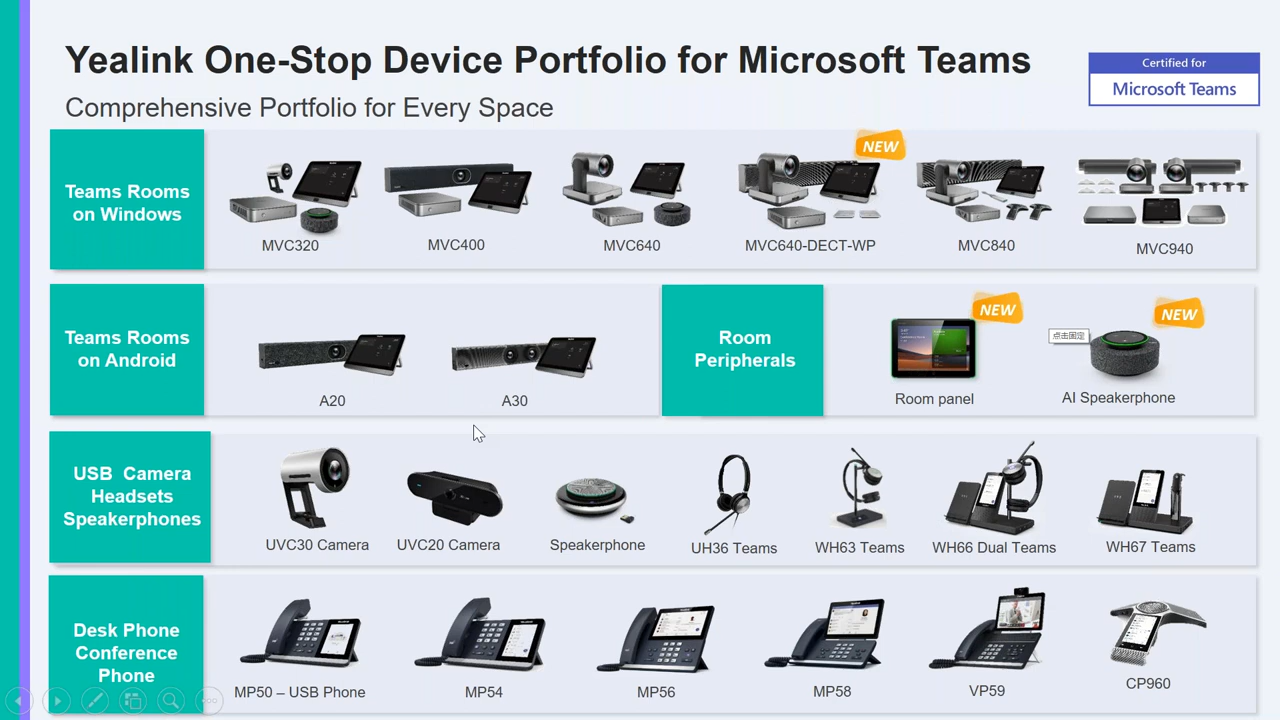 Yealink One-Stop Device Portfolio for Microsoft Teams
Certified for
Microsoft Teams
Comprehensive Portfolio for Every Space
Teams Rooms
on Windows
NEW
MVC320
MVC400
MVC640
MVC640-DECT-WP
MVC840
MVC940
Teams Rooms
on Android
A20
A30
Room
Peripherals
NEW
Room panel
点击固定
NEW
AI Speakerphone
USB  Camera
Headsets
Speakerphones
UVC30 Camera
UVC20 Camera
Speakerphone
UH36 Teams
WH63 Teams
WH66 Dual Teams
WH67 Teams
Desk Phone
Conference
Phone
MP50 – USB Phone
MP54
MP56
MP58
VP59
CP960